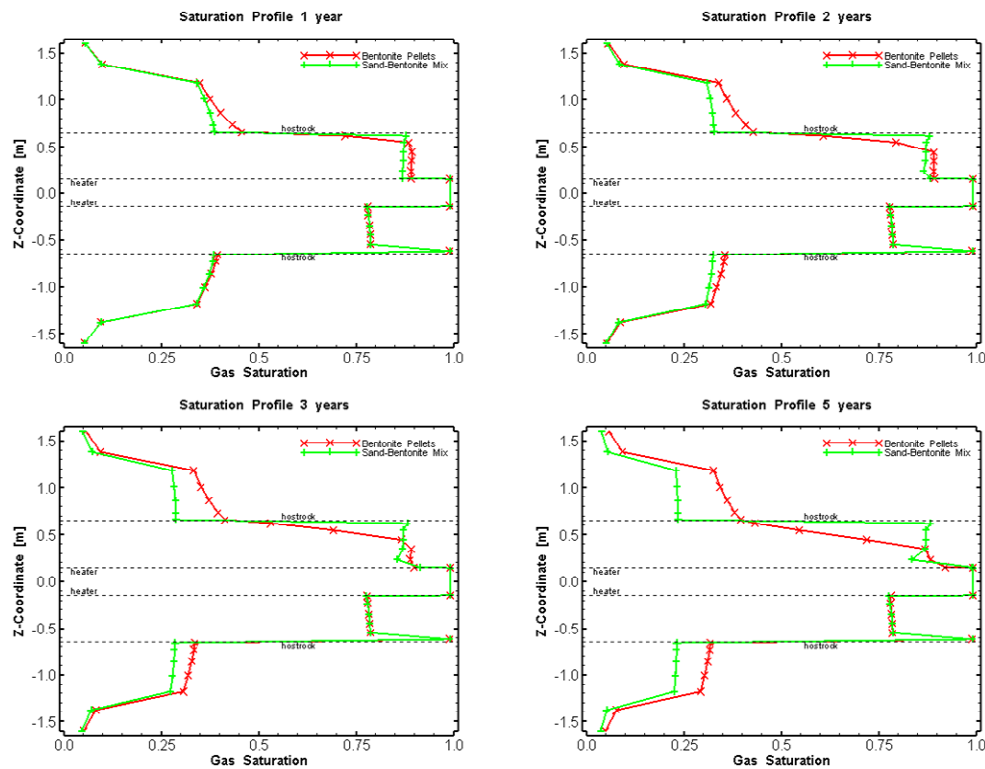 Saturation Profile 1 year
1.5
1.0
0.5
0.0
-0.5
-1.0
-1.5
Z-Coordinate [m]
Bentonite Pellets
Sand-Bentonite Mix
hostrock
heater
heater
hostrock
0.0 0.25 0.50 0.75 1.0
Gas Saturation
Saturation Profile 2 years
1.5
1.0
0.5
0.0
-0.5
-1.0
-1.5
Z-Coordinate [m]
Bentonite Pellets
Sand-Bentonite Mix
hostrock
heater
heater
hostrock
0.0 0.25 0.50 0.75 1.0
Gas Saturation
Saturation Profile 3 years
1.5
1.0
0.5
0.0
-0.5
-1.0
-1.5
Z-Coordinate [m]
Bentonite Pellets
Sand-Bentonite Mix
hostrock
heater
heater
hostrock
0.0 0.25 0.50 0.75 1.0
Gas Saturation
Saturation Profile 5 years
1.5
1.0
0.5
0.0
-0.5
-1.0
-1.5
Z-Coordinate [m]
Bentonite Pellets
Sand-Bentonite Mix
hostrock
heater
heater
hostrock
0.0 0.25 0.50 0.75 1.0
Gas Saturation